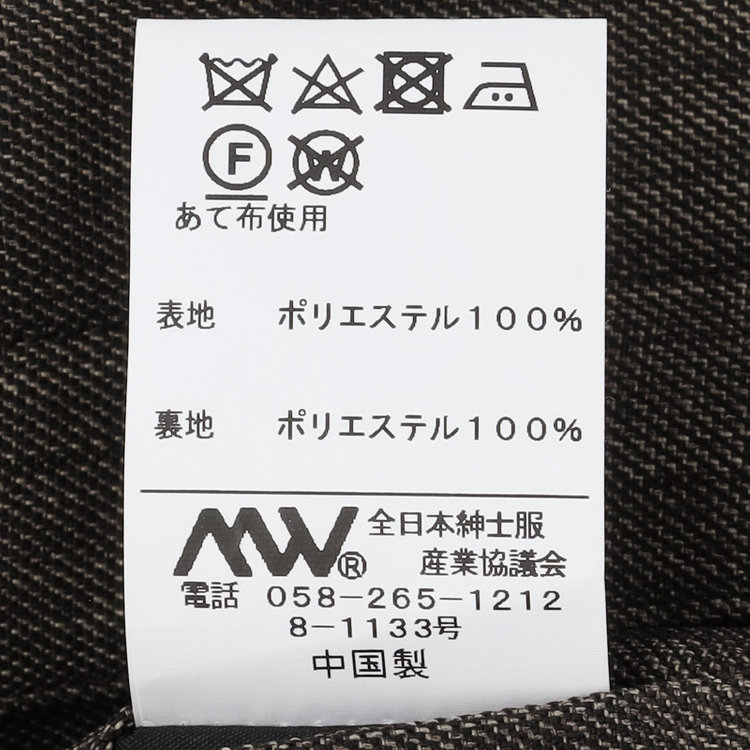 F W
あて布使用
表地 ポリエステル１００％
裏地 ポリエステル１００％
MW® 全日本紳士服
産業協議会
電話 ０５８－２６５－１２１２
８－１１３３号
中国製